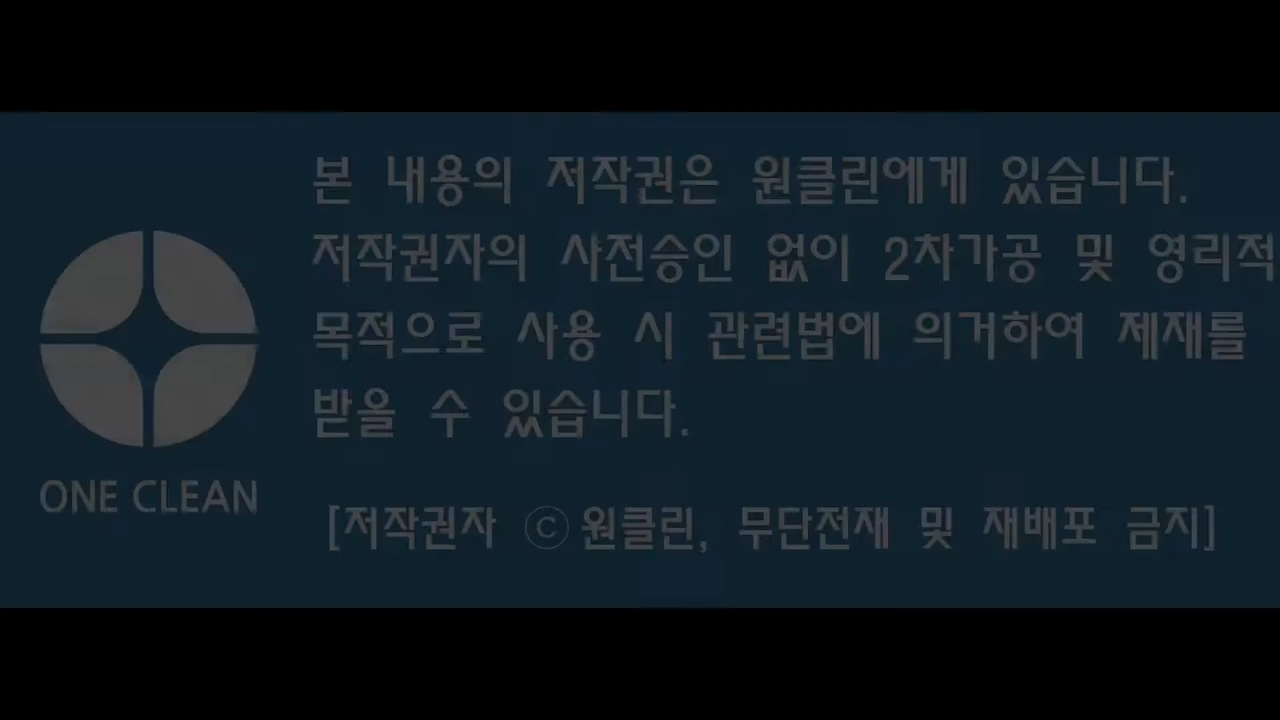 본 내용의 저작권은 원클린에게 있습니다.
저작권자의 사전승인 없이 2차가공 및 영리적
목적으로 사용 시 관련법에 의거하여 제재를
받을 수 있습니다.
ONE CLEAN
[저작권자 ⓒ 원클린, 무단전재 및 재배포 금지]